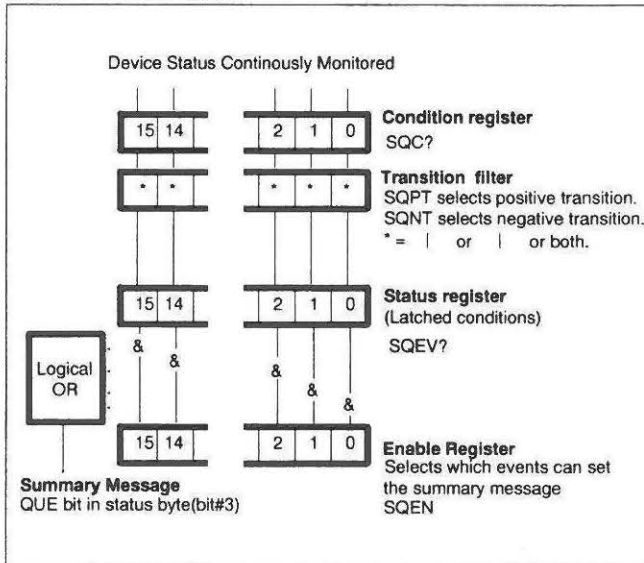 Device Status Continously Monitored
15 14 2 1 0
Condition register
SQC?
* * * * *
Transition filter
SQPT selects positive transition.
SQNT selects negative transition.
* = | or | or both.
15 14 2 1 0
Status register
(Latched conditions)
SQEV?
& & & & &
Logical
OR
15 14 2 1 0
Enable Register
Selects which events can set
the summary message
SQEN
Summary Message
QUE bit in status byte(bit#3)